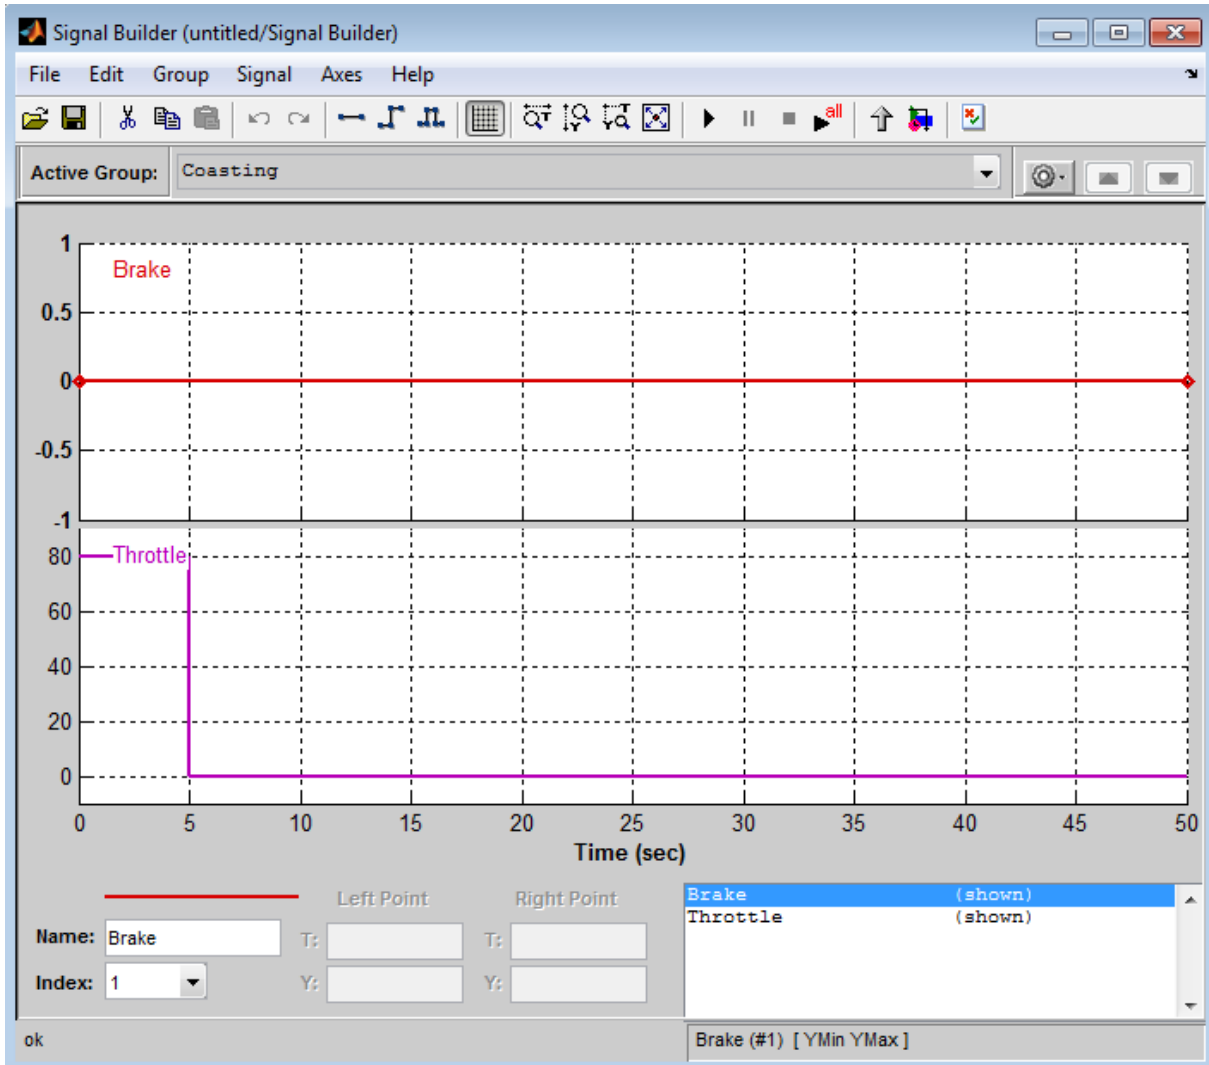 Signal Builder (untitled/Signal Builder)
File Edit Group Signal Axes Help
all
Active Group: Coasting
1
Brake
0.5
0
-0.5
-1
80 Throttle
60
40
20
0
0 5 10 15 20 25 30 35 40 45 50
Time (sec)
Left Point Right Point
Brake (shown)
Throttle (shown)
Name: Brake T: T:
Index: 1 Y: Y:
ok
Brake (#1) [ YMin YMax ]